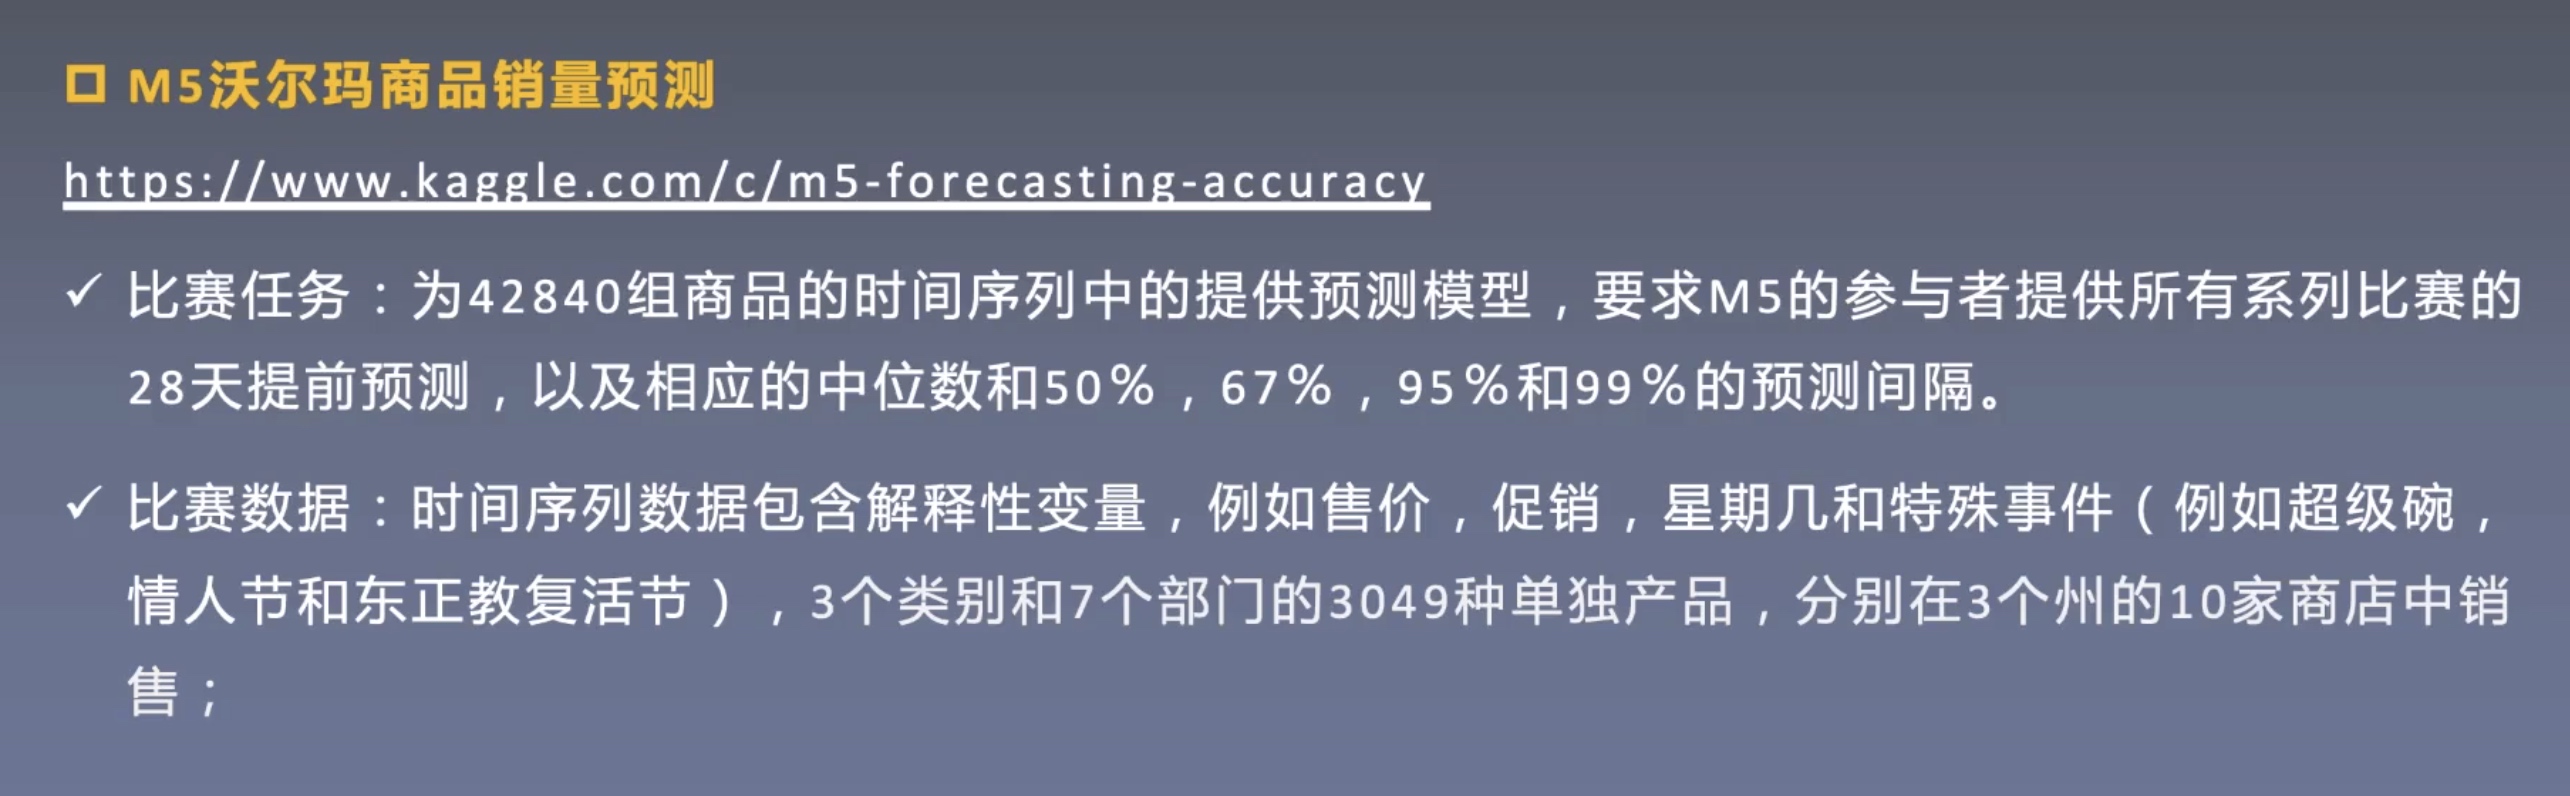 M5沃尔玛商品销量预测
https://www.kaggle.com/c/m5-forecasting-accuracy
✓ 比赛任务：为42840组商品的时间序列中的提供预测模型，要求M5的参与者提供所有系列比赛的
28天提前预测，以及相应的中位数和50％，67％，95％和99％的预测间隔。
✓ 比赛数据：时间序列数据包含解释性变量，例如售价，促销，星期几和特殊事件（例如超级碗，
情人节和东正教复活节），3个类别和7个部门的3049种单独产品，分别在3个州的10家商店中销
售；